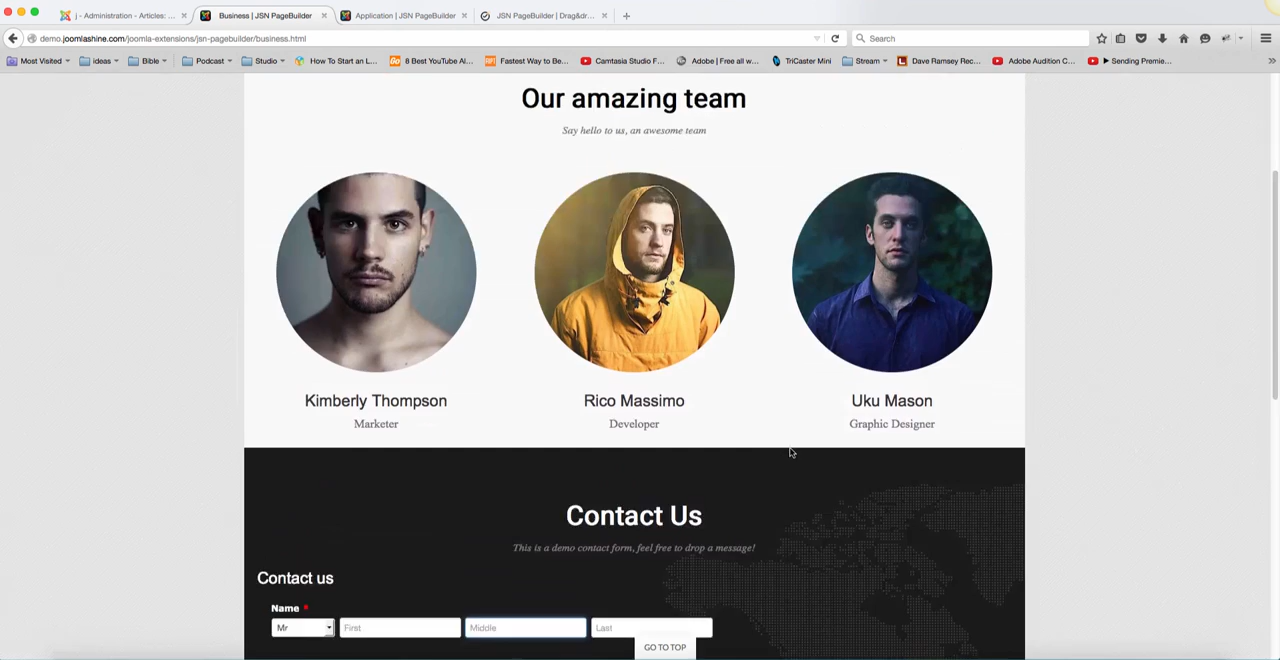 j - Administration - Articles: ... Business | JSN PageBuilder Application | JSN PageBuilder JSN PageBuilder | Drag&dr...
demo.joomlashine.com/joomla-extensions/jsn-pagebuilder/business.html Search
Most Visited ideas Bible Podcast Studio How To Start an L... 8 Best YouTube Al... Fastest Way to Be... Camtasia Studio F... Adobe | Free all w... TriCaster Mini Stream Dave Ramsey Rec... Adobe Audition C... ▶ Sending Premie...
Our amazing team
Say hello to us, an awesome team
Kimberly Thompson Rico Massimo Uku Mason
Marketer Developer Graphic Designer
Contact Us
This is a demo contact form, feel free to drop a message!
Contact us
Name *
Mr First Middle Last
GO TO TOP